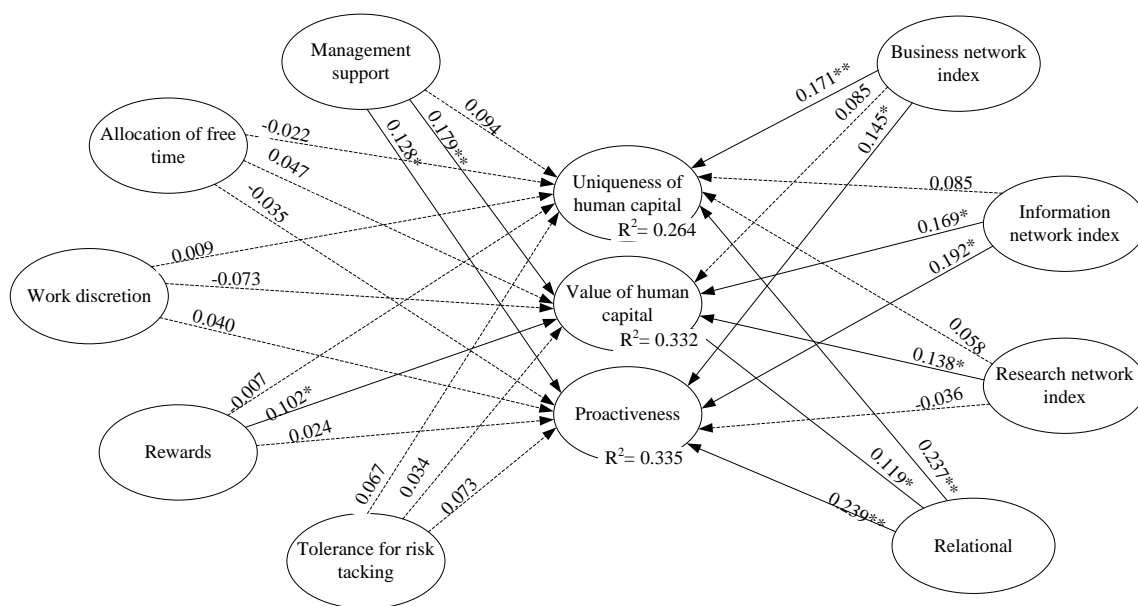 Management
support
Business network
index
0.171**
0.085
0.145*
0.094
0.179**
0.128*
Allocation of free
time
-0.022
0.047
-0.035
Uniqueness of
human capital
R²= 0.264
0.085
0.169*
0.192*
Information
network index
Work discretion
0.009
-0.073
0.040
Value of human
capital
R²= 0.332
0.058
0.138*
-0.036
Research network
index
Rewards
-0.007
0.102*
0.024
Proactiveness
R²= 0.335
0.067
0.034
0.073
0.237**
0.119*
0.239**
Tolerance for risk
tacking
Relational